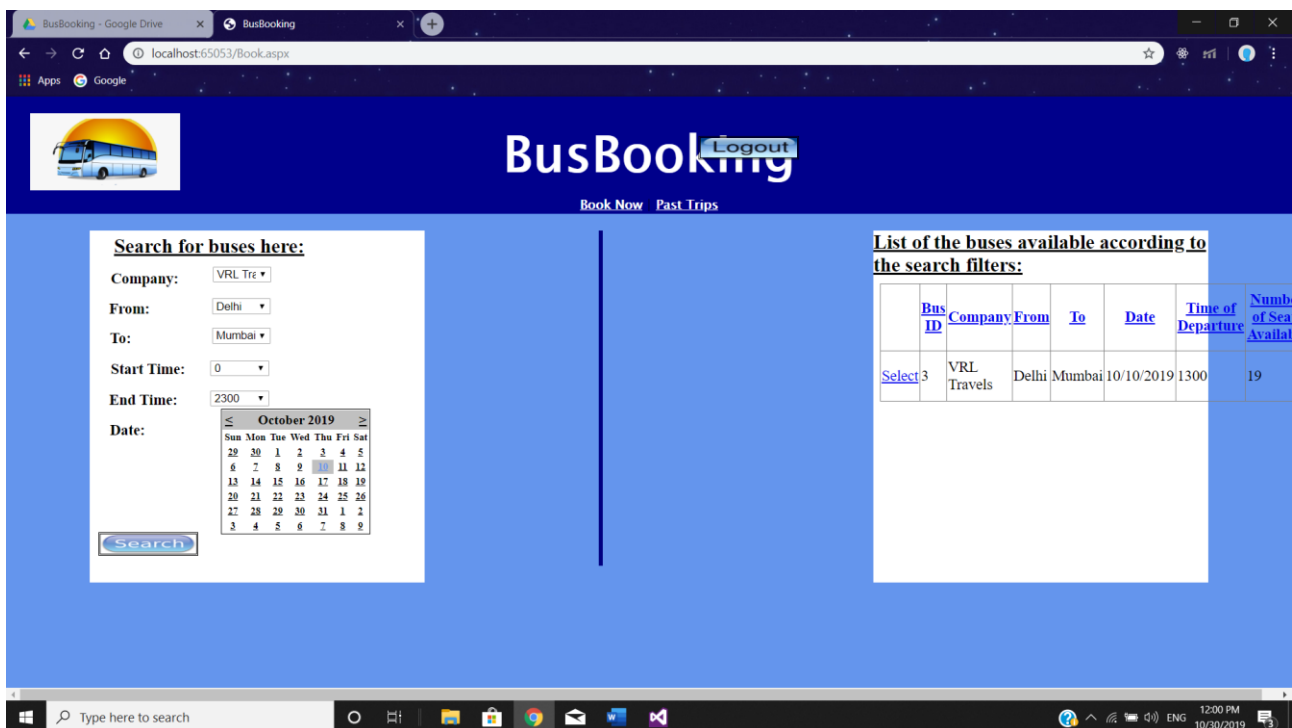 BusBooking - Google Drive
BusBooking
localhost:65053/Book.aspx
Apps Google
BusBooking
Logout
Book Now Past Trips
Search for buses here:
Company: VRL Tra
From: Delhi
To: Mumbai
Start Time: 0
End Time: 2300
Date:
< October 2019 >
Sun Mon Tue Wed Thu Fri Sat
29 30 1 2 3 4 5
6 7 8 9 10 11 12
13 14 15 16 17 18 19
20 21 22 23 24 25 26
27 28 29 30 31 1 2
3 4 5 6 7 8 9
Search
List of the buses available according to
the search filters:
Bus ID Company From To Date Time of Departure Numbe of Sea Availab
Select 3 VRL Travels Delhi Mumbai 10/10/2019 1300 19
Type here to search
ENG
12:00 PM
10/30/2019
3